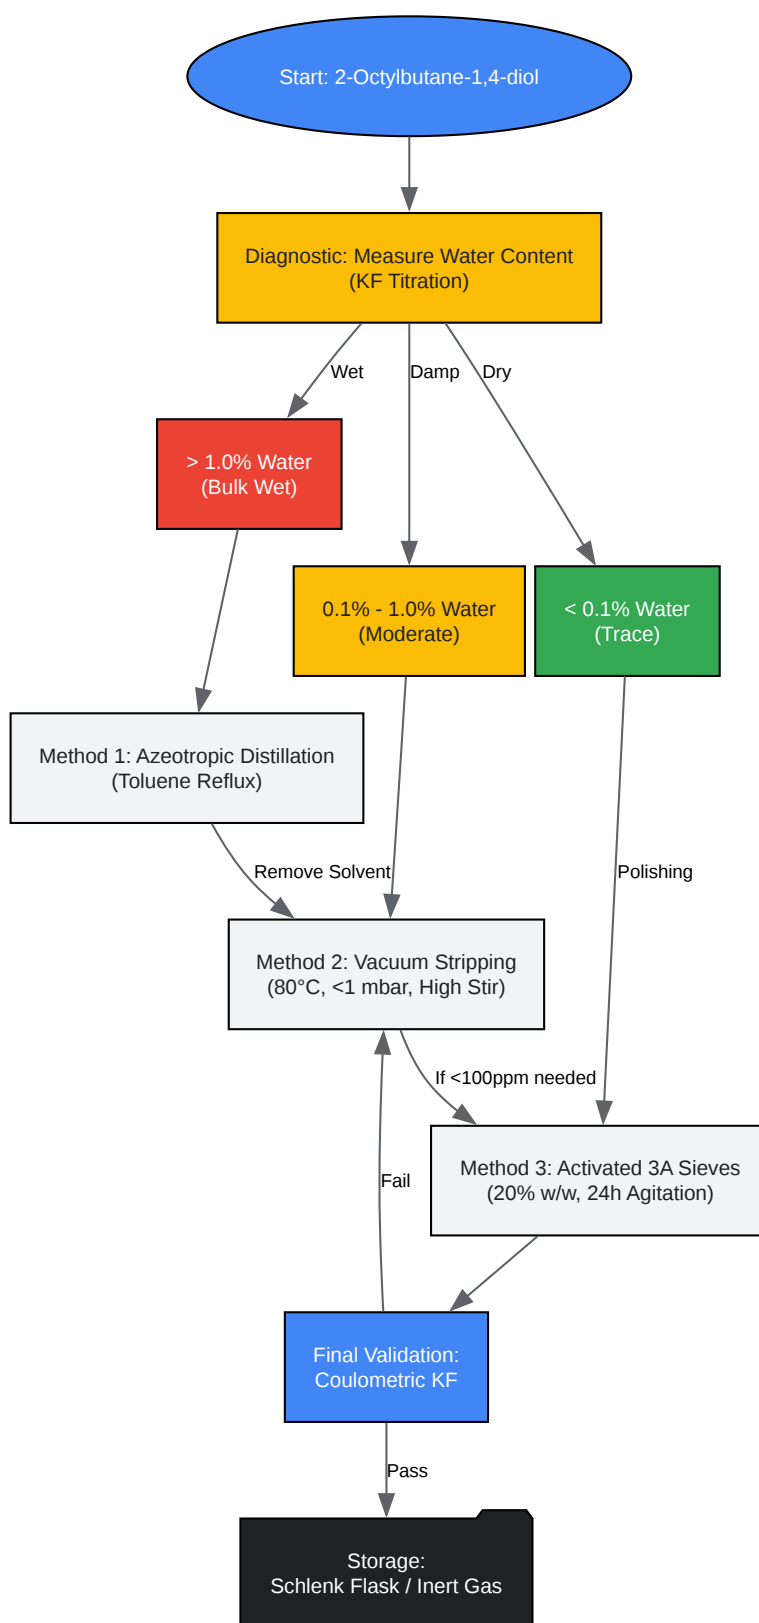 Start: 2-Octylbutane-1,4-diol
Diagnostic: Measure Water Content
(KF Titration)
Wet
Damp
Dry
> 1.0% Water
(Bulk Wet)
0.1% - 1.0% Water
(Moderate)
< 0.1% Water
(Trace)
Method 1: Azeotropic Distillation
(Toluene Reflux)
Remove Solvent
Polishing
Method 2: Vacuum Stripping
(80°C, <1 mbar, High Stir)
If <100ppm needed
Method 3: Activated 3A Sieves
(20% w/w, 24h Agitation)
Fail
Final Validation:
Coulometric KF
Pass
Storage:
Schlenk Flask / Inert Gas